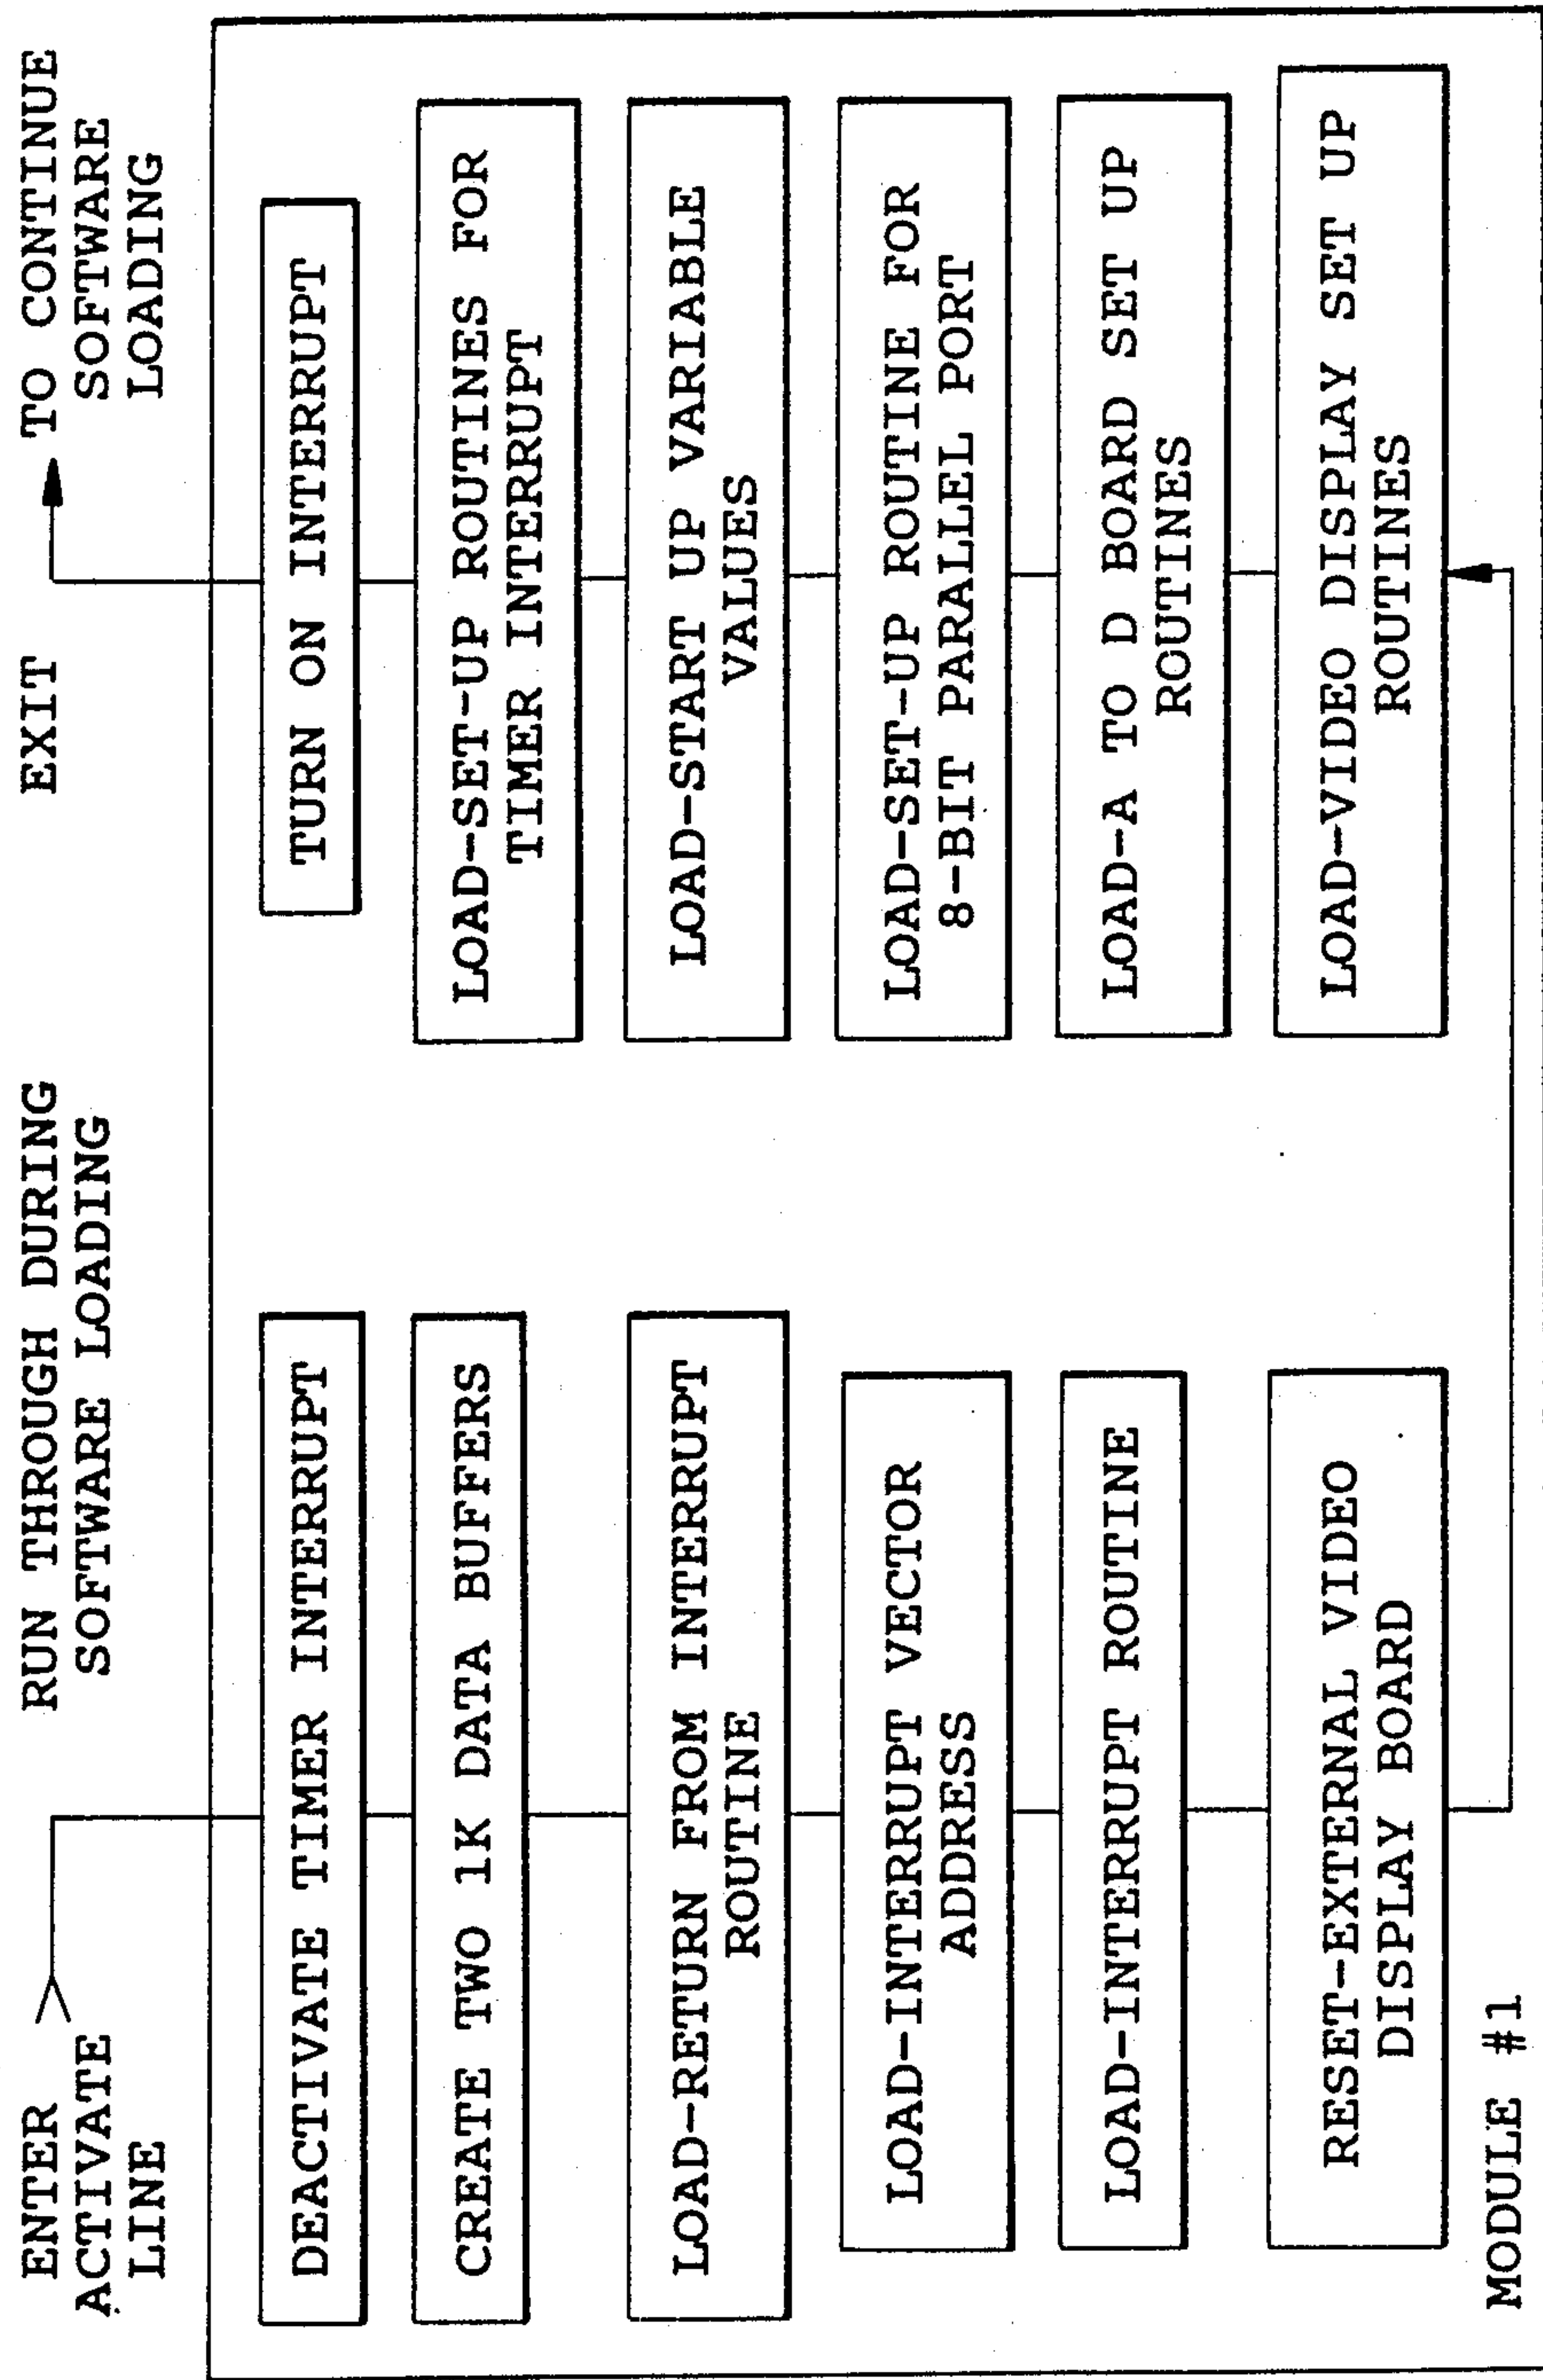 ENTER
ACTIVATE
LINE
RUN THROUGH DURING
SOFTWARE LOADING
EXIT
TO CONTINUE
SOFTWARE
LOADING
DEACTIVATE TIMER INTERRUPT
CREATE TWO 1K DATA BUFFERS
LOAD-RETURN FROM INTERRUPT
ROUTINE
LOAD-INTERRUPT VECTOR
ADDRESS
LOAD-INTERRUPT ROUTINE
RESET-EXTERNAL VIDEO
DISPLAY BOARD
TURN ON INTERRUPT
LOAD-SET-UP ROUTINES FOR
TIMER INTERRUPT
LOAD-START UP VARIABLE
VALUES
LOAD-SET-UP ROUTINE FOR
8-BIT PARALLEL PORT
LOAD-A TO D BOARD SET UP
ROUTINES
LOAD-VIDEO DISPLAY SET UP
ROUTINES
MODULE #1